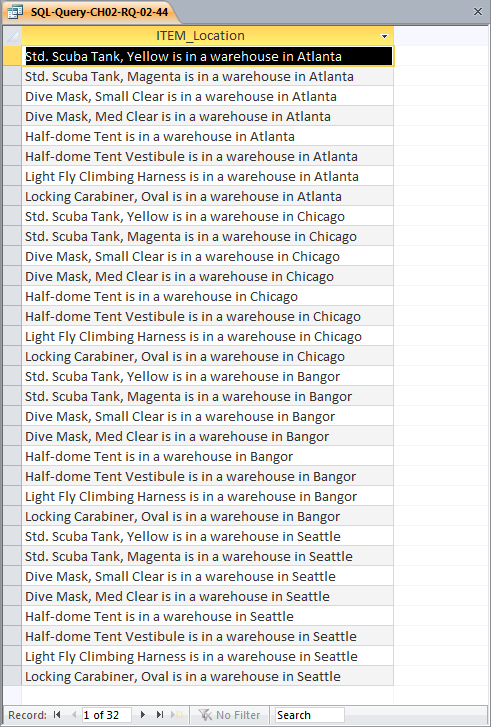 SQL-Query-CH02-RQ-02-44
ITEM_Location
Std. Scuba Tank, Yellow is in a warehouse in Atlanta
Std. Scuba Tank, Magenta is in a warehouse in Atlanta
Dive Mask, Small Clear is in a warehouse in Atlanta
Dive Mask, Med Clear is in a warehouse in Atlanta
Half-dome Tent is in a warehouse in Atlanta
Half-dome Tent Vestibule is in a warehouse in Atlanta
Light Fly Climbing Harness is in a warehouse in Atlanta
Locking Carabiner, Oval is in a warehouse in Atlanta
Std. Scuba Tank, Yellow is in a warehouse in Chicago
Std. Scuba Tank, Magenta is in a warehouse in Chicago
Dive Mask, Small Clear is in a warehouse in Chicago
Dive Mask, Med Clear is in a warehouse in Chicago
Half-dome Tent is in a warehouse in Chicago
Half-dome Tent Vestibule is in a warehouse in Chicago
Light Fly Climbing Harness is in a warehouse in Chicago
Locking Carabiner, Oval is in a warehouse in Chicago
Std. Scuba Tank, Yellow is in a warehouse in Bangor
Std. Scuba Tank, Magenta is in a warehouse in Bangor
Dive Mask, Small Clear is in a warehouse in Bangor
Dive Mask, Med Clear is in a warehouse in Bangor
Half-dome Tent is in a warehouse in Bangor
Half-dome Tent Vestibule is in a warehouse in Bangor
Light Fly Climbing Harness is in a warehouse in Bangor
Locking Carabiner, Oval is in a warehouse in Bangor
Std. Scuba Tank, Yellow is in a warehouse in Seattle
Std. Scuba Tank, Magenta is in a warehouse in Seattle
Dive Mask, Small Clear is in a warehouse in Seattle
Dive Mask, Med Clear is in a warehouse in Seattle
Half-dome Tent is in a warehouse in Seattle
Half-dome Tent Vestibule is in a warehouse in Seattle
Light Fly Climbing Harness is in a warehouse in Seattle
Locking Carabiner, Oval is in a warehouse in Seattle
Record: 1 of 32 No Filter Search